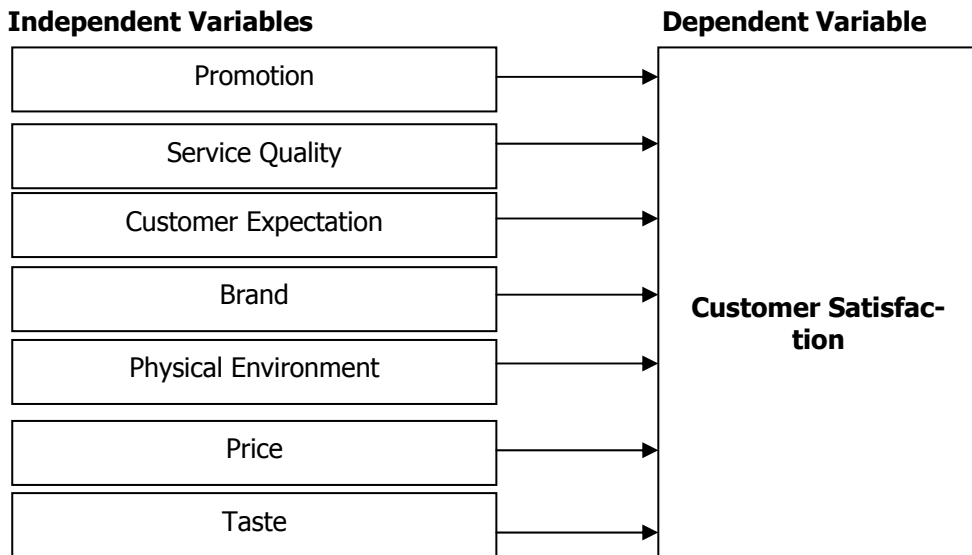 Independent Variables
Dependent Variable
Promotion
Service Quality
Customer Expectation
Brand
Physical Environment
Price
Taste
Customer Satisfac-
tion